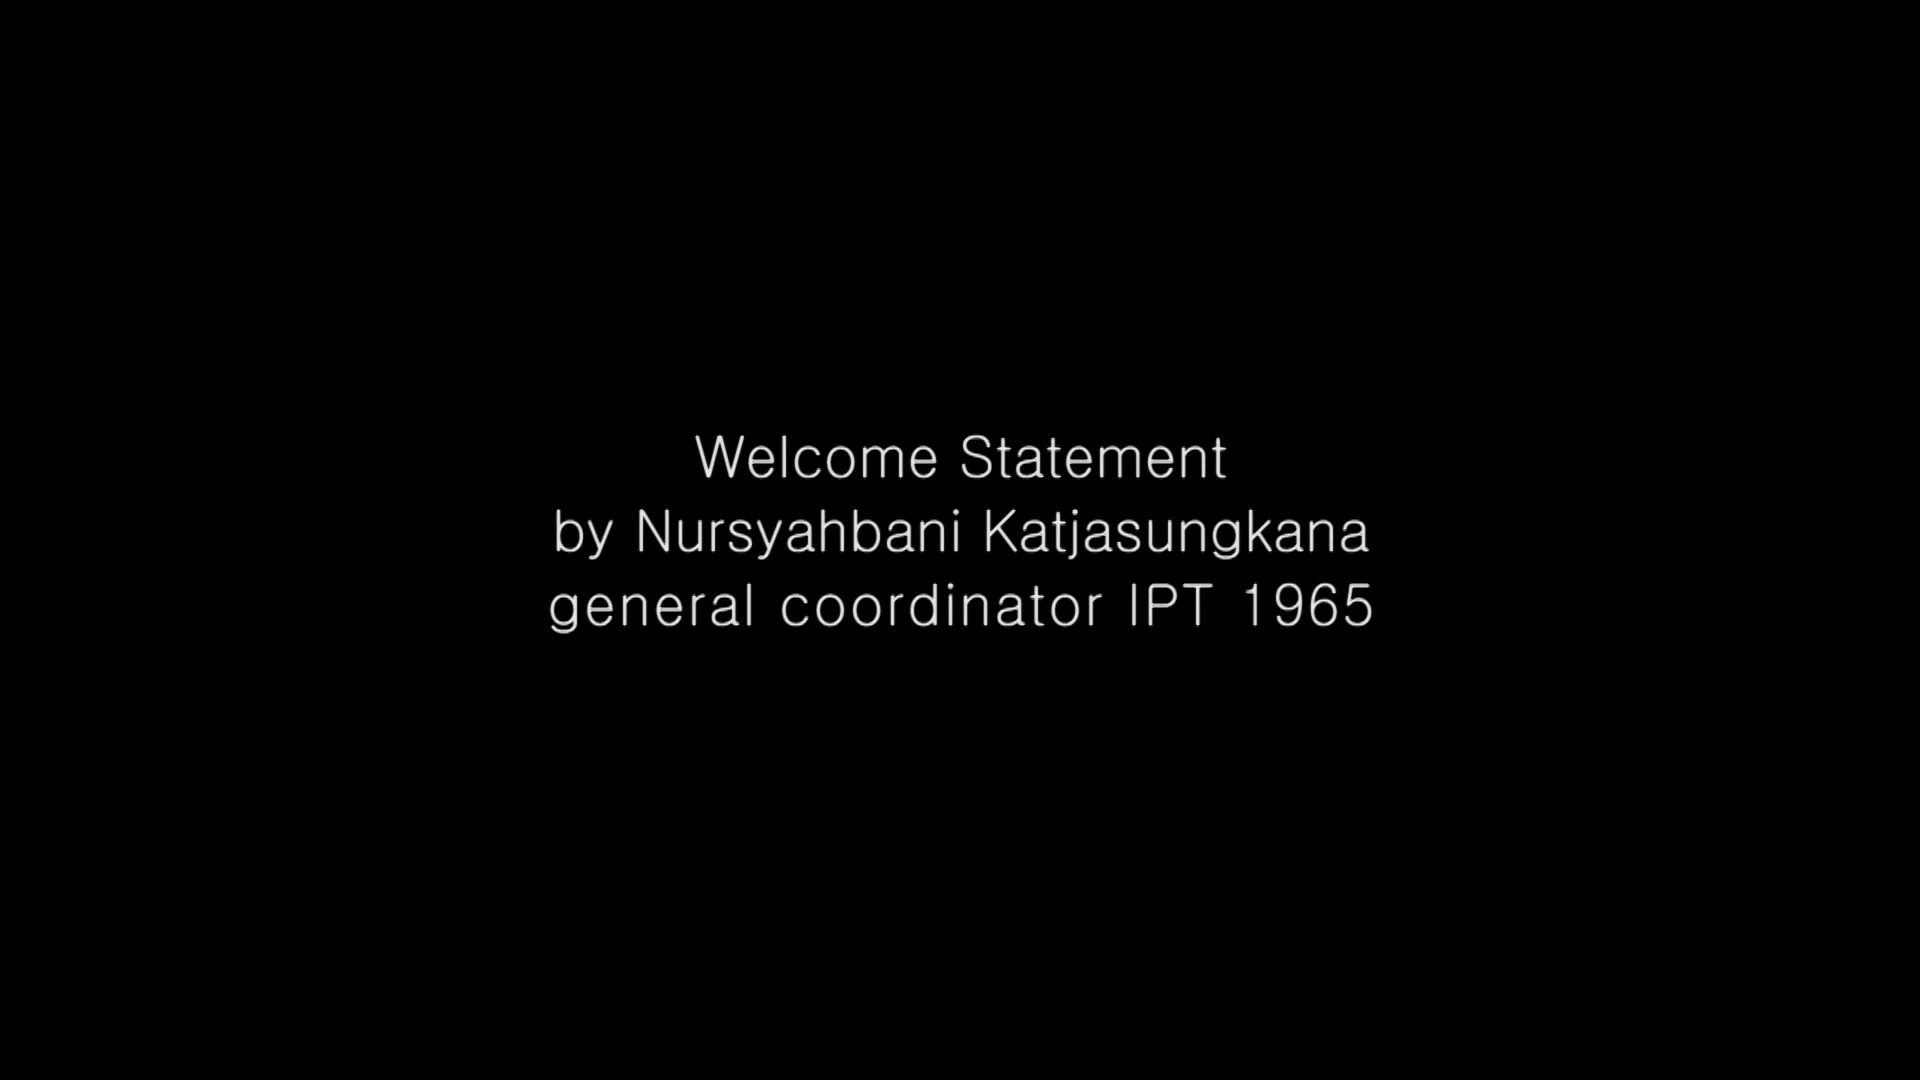 Welcome Statement
by Nursyahbani Katjasungkana
general coordinator IPT 1965